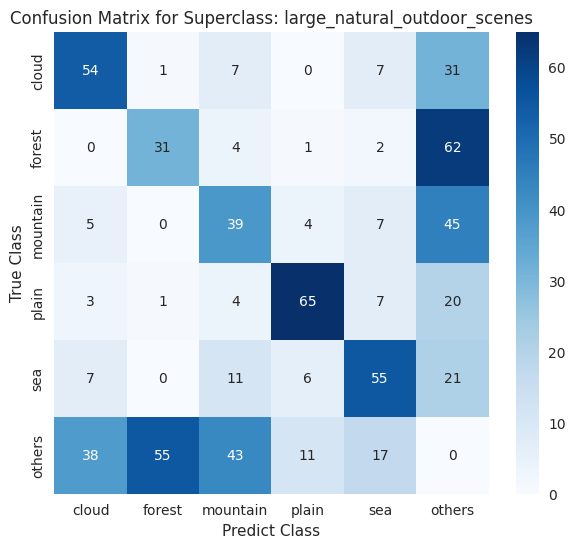 Confusion Matrix for Superclass: large_natural_outdoor_scenes
True Class
cloud 54 1 7 0 7 31
forest 0 31 4 1 2 62
mountain 5 0 39 4 7 45
plain 3 1 4 65 7 20
sea 7 0 11 6 55 21
others 38 55 43 11 17 0
cloud forest mountain plain sea others
Predict Class
60
50
40
30
20
10
0